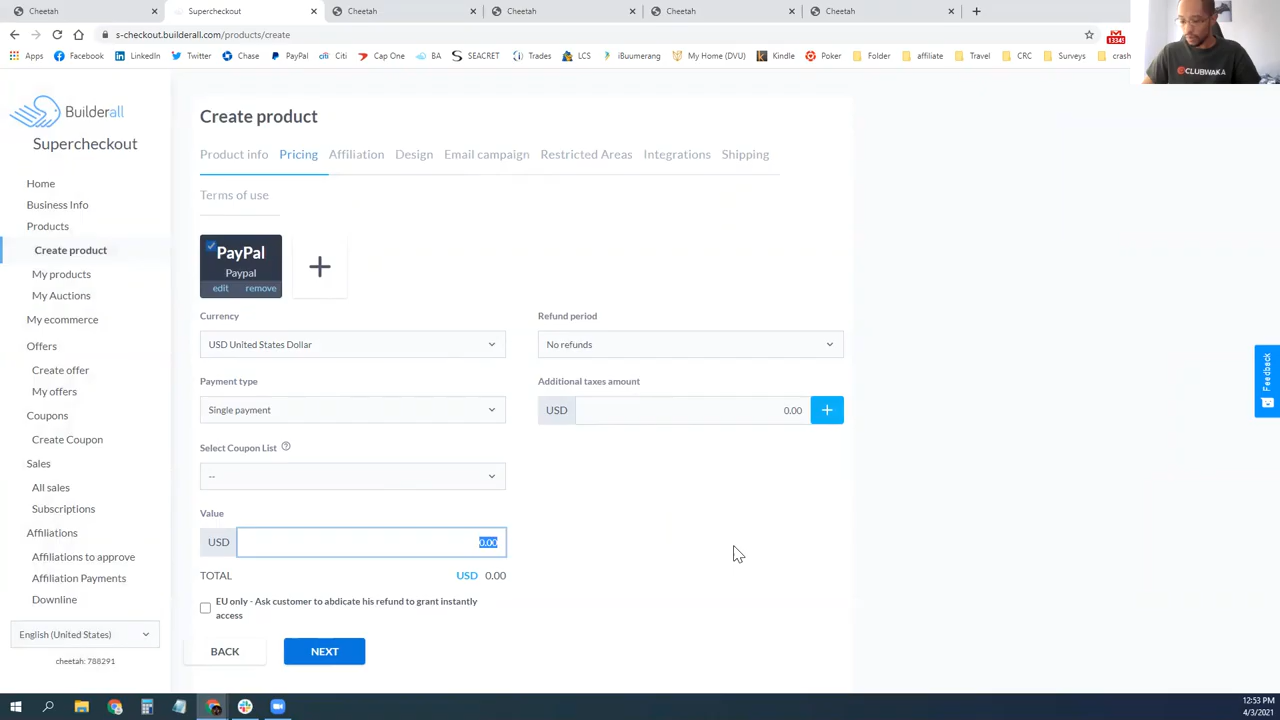 Cheetah
Supercheckout
Cheetah
Cheetah
Cheetah
Cheetah
s-checkout.builderall.com/products/create
13345
Apps
Facebook
LinkedIn
Twitter
Chase
PayPal
Citi
Cap One
BA
SEACRET
Trades
LCS
iBuumerang
My Home (DVU)
Kindle
Poker
Folder
affiliate
Travel
CRC
Surveys
crash
CLUBWAKA
Builderall
Supercheckout
Home
Business Info
Products
Create product
My products
My Auctions
My ecommerce
Offers
Create offer
My offers
Coupons
Create Coupon
Sales
All sales
Subscriptions
Affiliations
Affiliations to approve
Affiliation Payments
Downline
English (United States)
cheetah: 788291
Create product
Product info
Pricing
Affiliation
Design
Email campaign
Restricted Areas
Integrations
Shipping
Terms of use
PayPal
Paypal
edit remove
Currency
USD United States Dollar
Refund period
No refunds
Payment type
Single payment
Additional taxes amount
USD 0.00 +
Select Coupon List ?
--
Value
USD 0.00
TOTAL USD 0.00
EU only - Ask customer to abdicate his refund to grant instantly
access
BACK
NEXT
Feedback
12:53 PM
4/3/2021